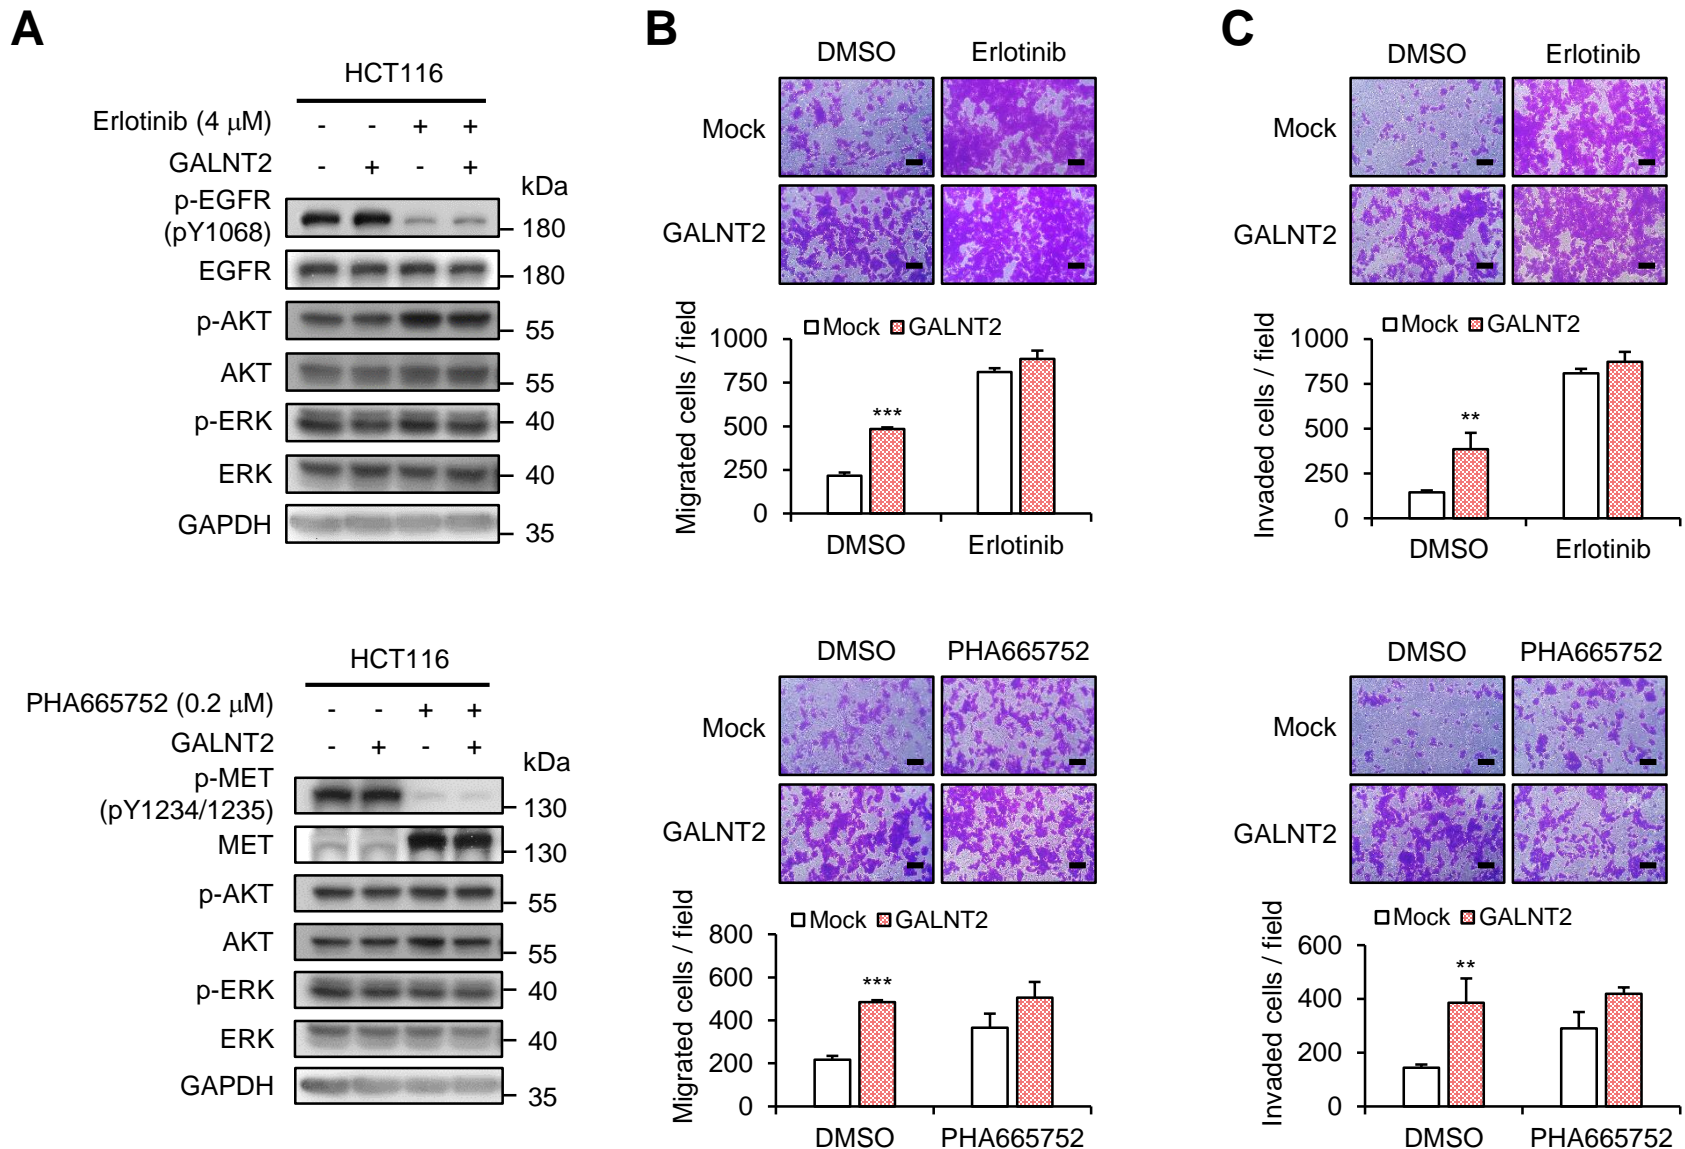 A
HCT116
Erlotinib (4 μM) - - + +
GALNT2 - + - +
kDa
p-EGFR
(pY1068)
180
EGFR 180
p-AKT 55
AKT 55
p-ERK 40
ERK 40
GAPDH 35
B
DMSO Erlotinib
Mock
GALNT2
Mock GALNT2
Migrated cells / field
1000
750
500
250
0
***
DMSO Erlotinib
C
DMSO Erlotinib
Mock
GALNT2
Mock GALNT2
Invaded cells / field
1000
750
500
250
0
**
DMSO Erlotinib
HCT116
PHA665752 (0.2 μM) - - + +
GALNT2 - + - +
kDa
p-MET
(pY1234/1235)
130
MET 130
p-AKT 55
AKT 55
p-ERK 40
ERK 40
GAPDH 35
DMSO PHA665752
Mock
GALNT2
Mock GALNT2
Migrated cells / field
800
600
400
200
0
***
DMSO PHA665752
DMSO PHA665752
Mock
GALNT2
Mock GALNT2
Invaded cells / field
600
400
200
0
**
DMSO PHA665752